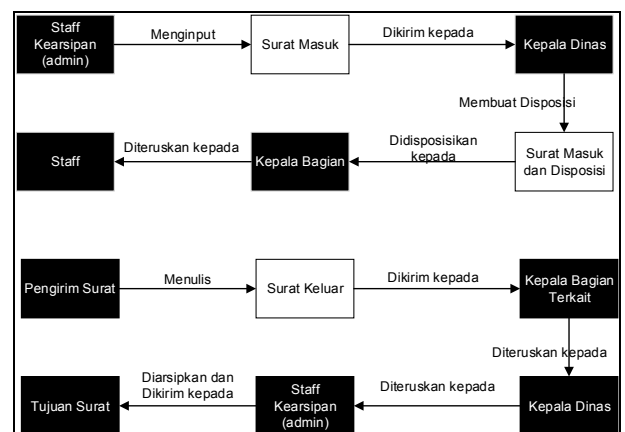 Staff
Kearsipan
(admin)
Menginput
Surat Masuk
Dikirim kepada
Kepala Dinas
Membuat Disposisi
Staff
Diteruskan kepada
Kepala Bagian
Didisposisikan
kepada
Surat Masuk
dan Disposisi
Pengirim Surat
Menulis
Surat Keluar
Dikirim kepada
Kepala Bagian
Terkait
Diteruskan kepada
Tujuan Surat
Diarsipkan dan
Dikirim kepada
Staff
Kearsipan
(admin)
Diteruskan kepada
Kepala Dinas